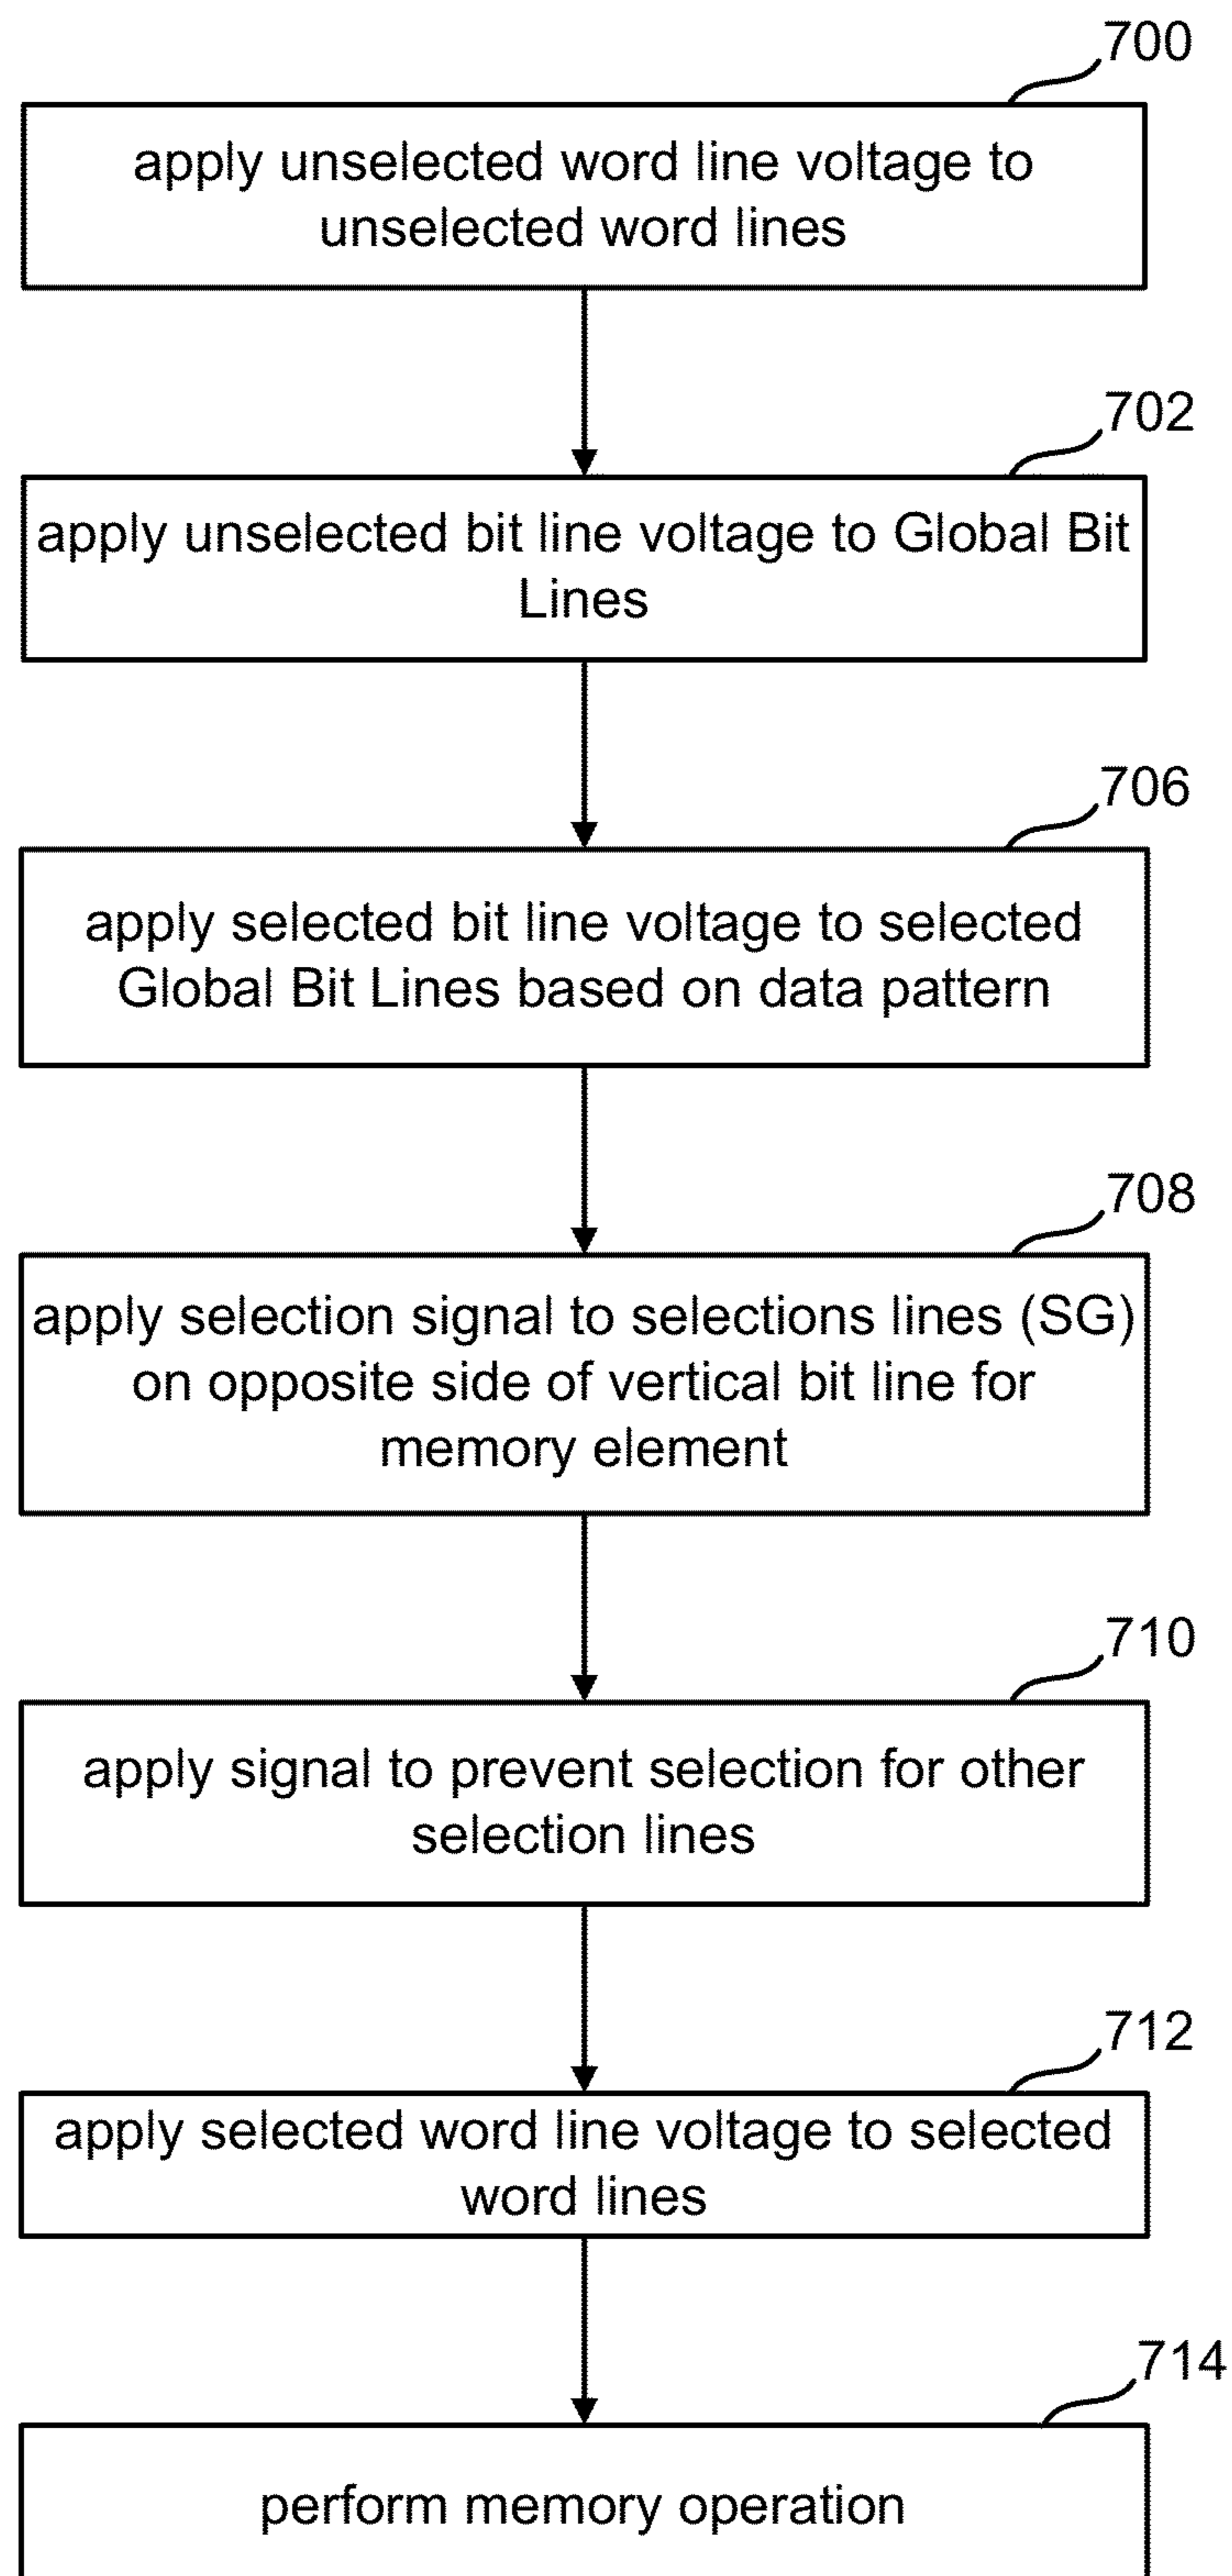 700
apply unselected word line voltage to
unselected word lines
702
apply unselected bit line voltage to Global Bit
Lines
706
apply selected bit line voltage to selected
Global Bit Lines based on data pattern
708
apply selection signal to selections lines (SG)
on opposite side of vertical bit line for
memory element
710
apply signal to prevent selection for other
selection lines
712
apply selected word line voltage to selected
word lines
714
perform memory operation